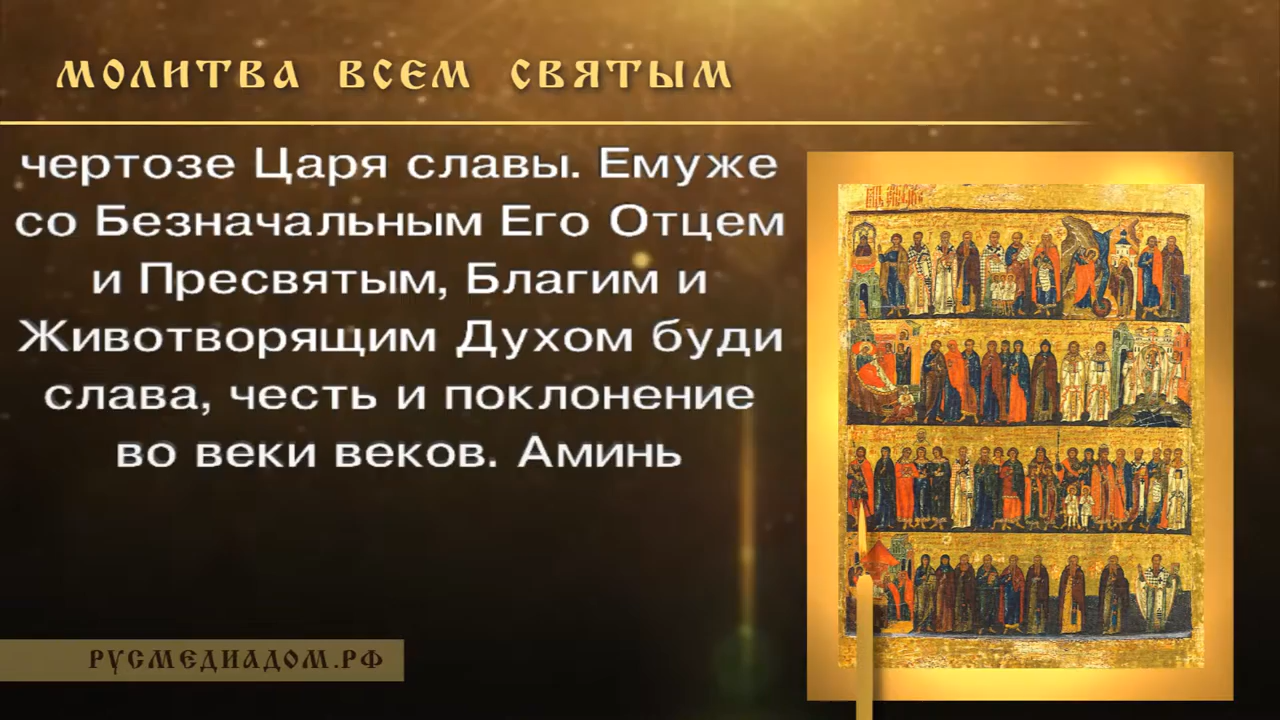 МОЛИТВА ВСЕМ СВЯТЫМ
чертозе Царя славы. Емуже
со Безначальным Его Отцем
и Пресвятым, Благим и
Животворящим Духом буди
слава, честь и поклонение
во веки веков. Аминь
РУСМЕДИАДОМ.РФ